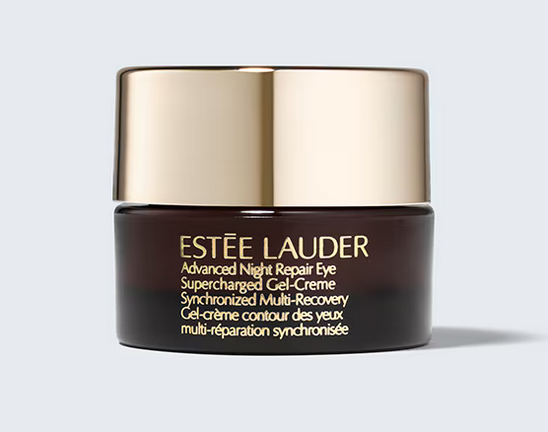 ESTĒE LAUDER
Advanced Night Repair Eye
Supercharged Gel-Creme
Synchronized Multi-Recovery
Gel-crème contour des yeux
multi-réparation synchronisée